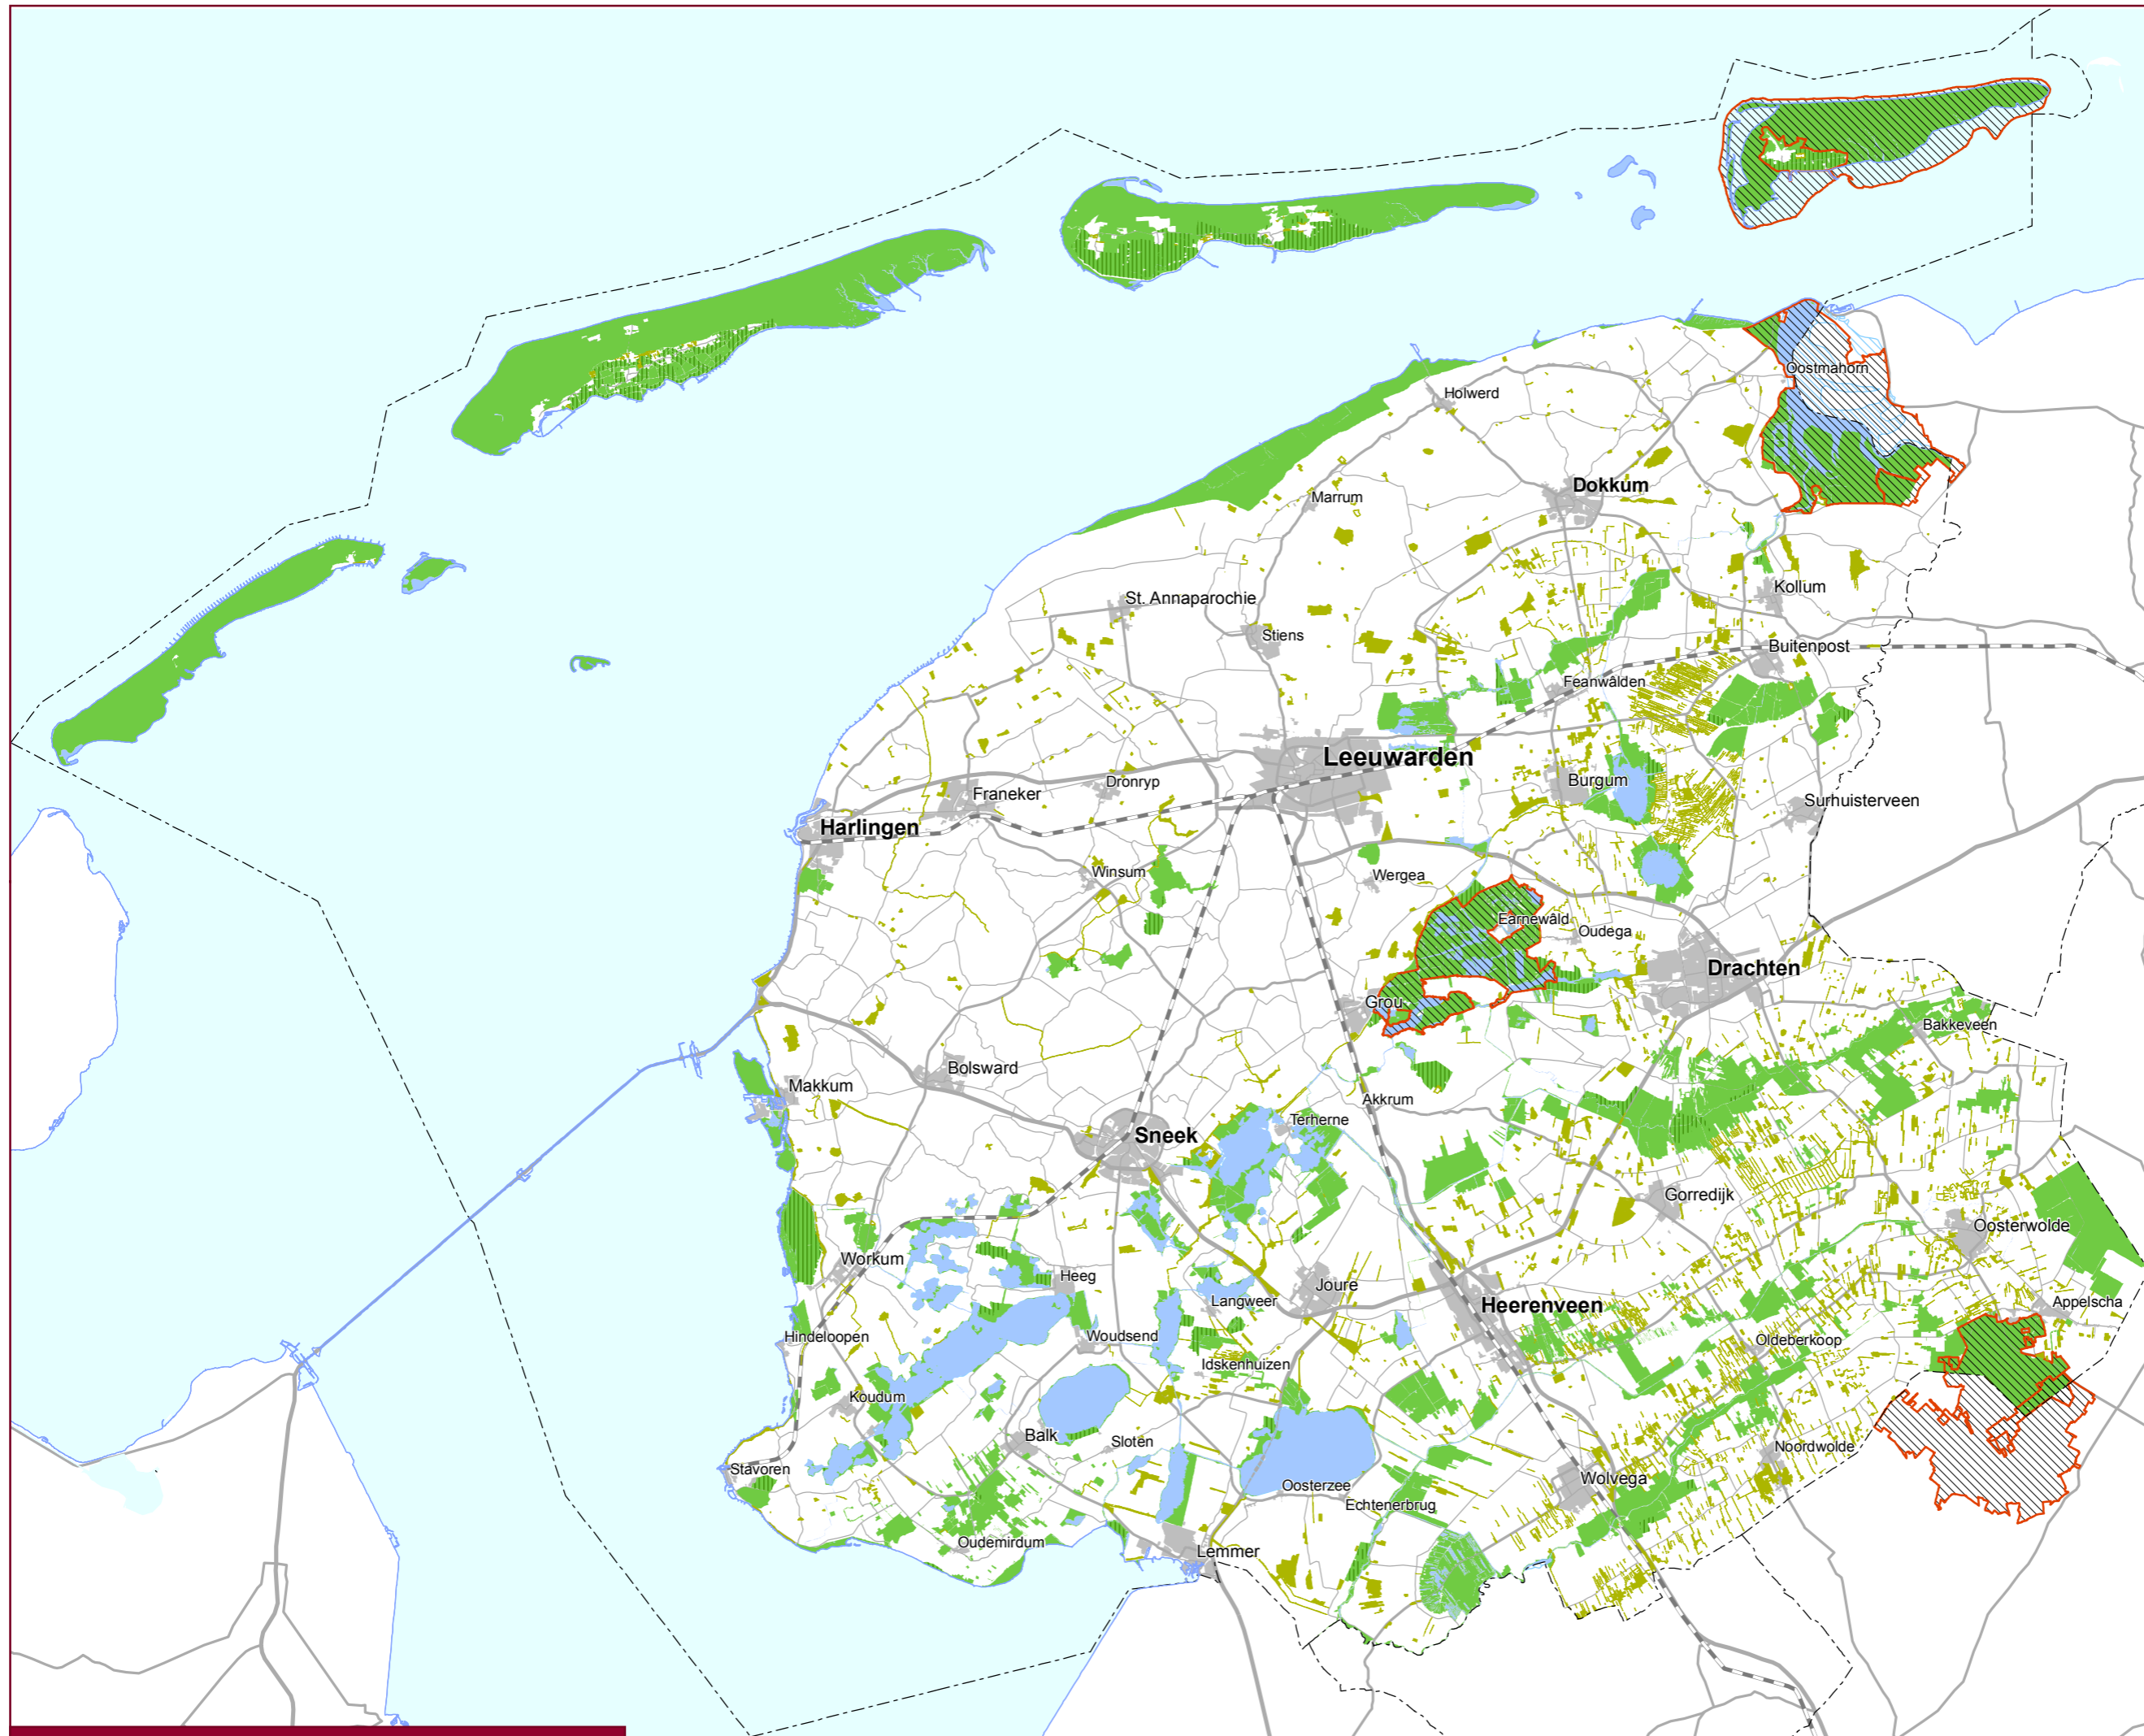 Oostmahorn
Holwerd
Dokkum
Marrum
Kollum
St. Annaparochie
Stiens
Buitenpost
Feanwâlden
Leeuwarden
Burgum
Dronryp
Franeker
Surhuisterveen
Harlingen
Winsum
Wergea
Earnewâld
Oudega
Drachten
Grou
Bakkeveen
Bolsward
Makkum
Akkrum
Terherne
Sneek
Gorredijk
Oosterwolde
Workum
Heeg
Joure
Langweer
Appelscha
Heerenveen
Hindeloopen
Woudsend
Oldeberkoop
Idskenhuizen
Koudum
Balk
Sloten
Noordwolde
Stavoren
Wolvega
Oosterzee
Echtenerbrug
Oudemirdum
Lemmer